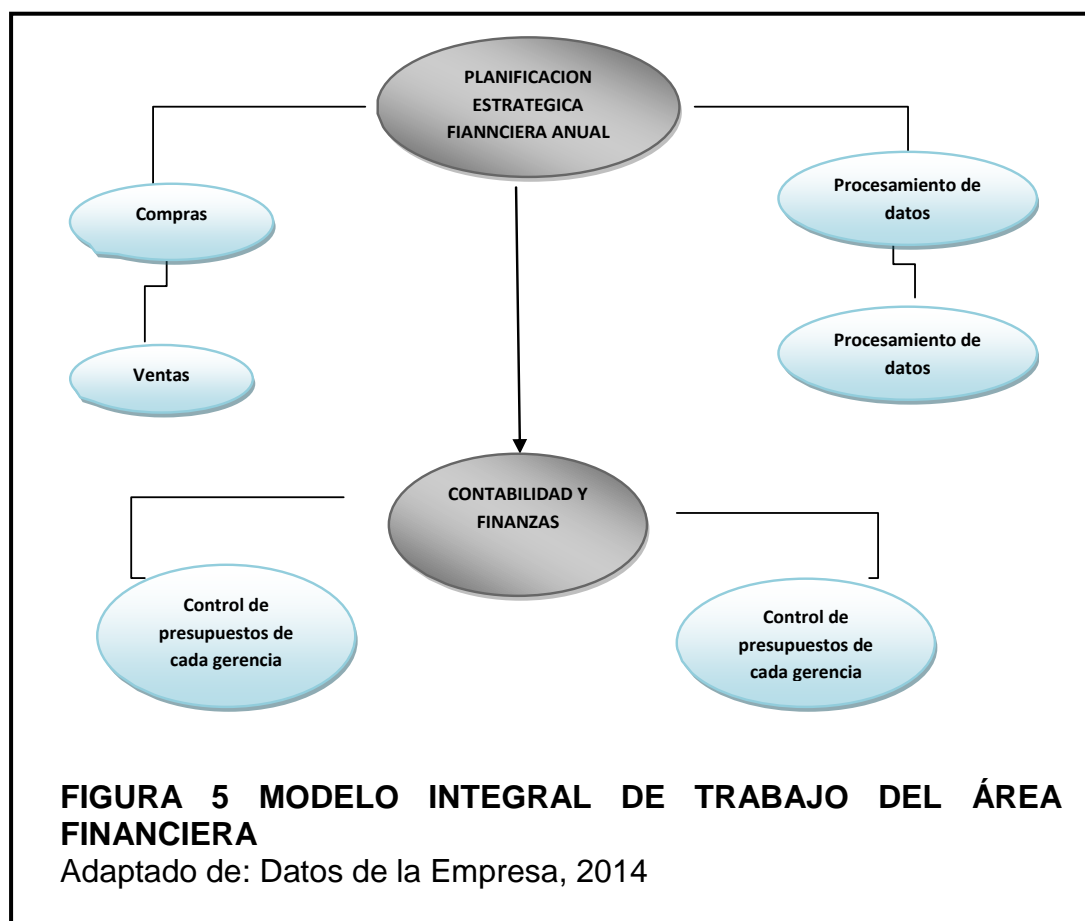 PLANIFICACION
ESTRATEGICA
FIANNCIERA ANUAL
Compras
Procesamiento de
datos
Ventas
Procesamiento de
datos
CONTABILIDAD Y
FINANZAS
Control de
presupuestos de
cada gerencia
Control de
presupuestos de
cada gerencia
FIGURA 5 MODELO INTEGRAL DE TRABAJO DEL ÁREA
FINANCIERA
Adaptado de: Datos de la Empresa, 2014